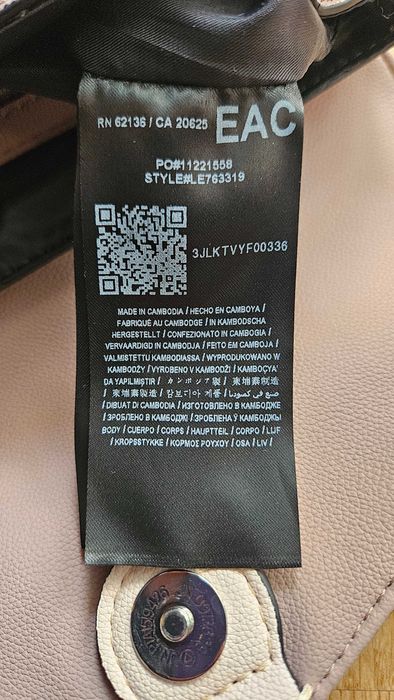 RN 62136 / CA 20625 EAC
PO#11221558
STYLE#LE763319
3JLKTVYF00336
MADE IN CAMBODIA / HECHO EN CAMBOYA /
FABRIQUÉ AU CAMBODGE / IN KAMBODSCHA
HERGESTELLT / CONFEZIONATO IN CAMBOGIA /
VERVAARDIGD IN CAMBODJA / FEITO EM CAMBOJA /
VALMISTETTU KAMBODIASSA / WYPRODUKOWANO W
KAMBODŻY / VYROBENO V KAMBODŽI / KAMBOÇYA'
DA YAPILMIŞTIR / カンボジア製 / 柬埔寨製造
/ 柬埔寨制造 / 캄보디아 제품 / صنع في كمبوديا
/ DIBUAT DI CAMBODIA / ИЗГОТОВЛЕНО В КАМБОДЖЕ
/ ЗРОБЛЕНО В КАМБОДЖІ / ЗРОБЛЕНА Ў КАМБОДЖЫ
BODY / CUERPO / CORPS / HAUPTTEIL / CORPO / LIJF
/ KROPSSTYKKE / ΚΟΡΜΟΣ ΡΟΥΧΟΥ / OSA / LIV /